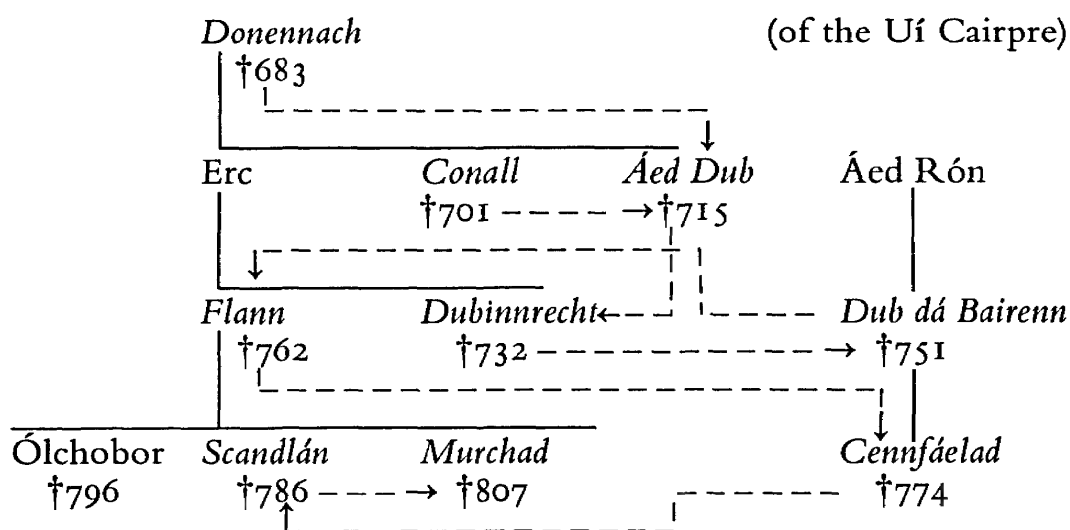 Donennach (of the Uí Cairpre)
†683
Erc Conall Áed Dub Áed Rón
†701 †715
Flann Dubinnrecht Dub dá Bairenn
†762 †732 †751
Ólchobor Scandlán Murchad Cennfáelad
†796 †786 †807 †774